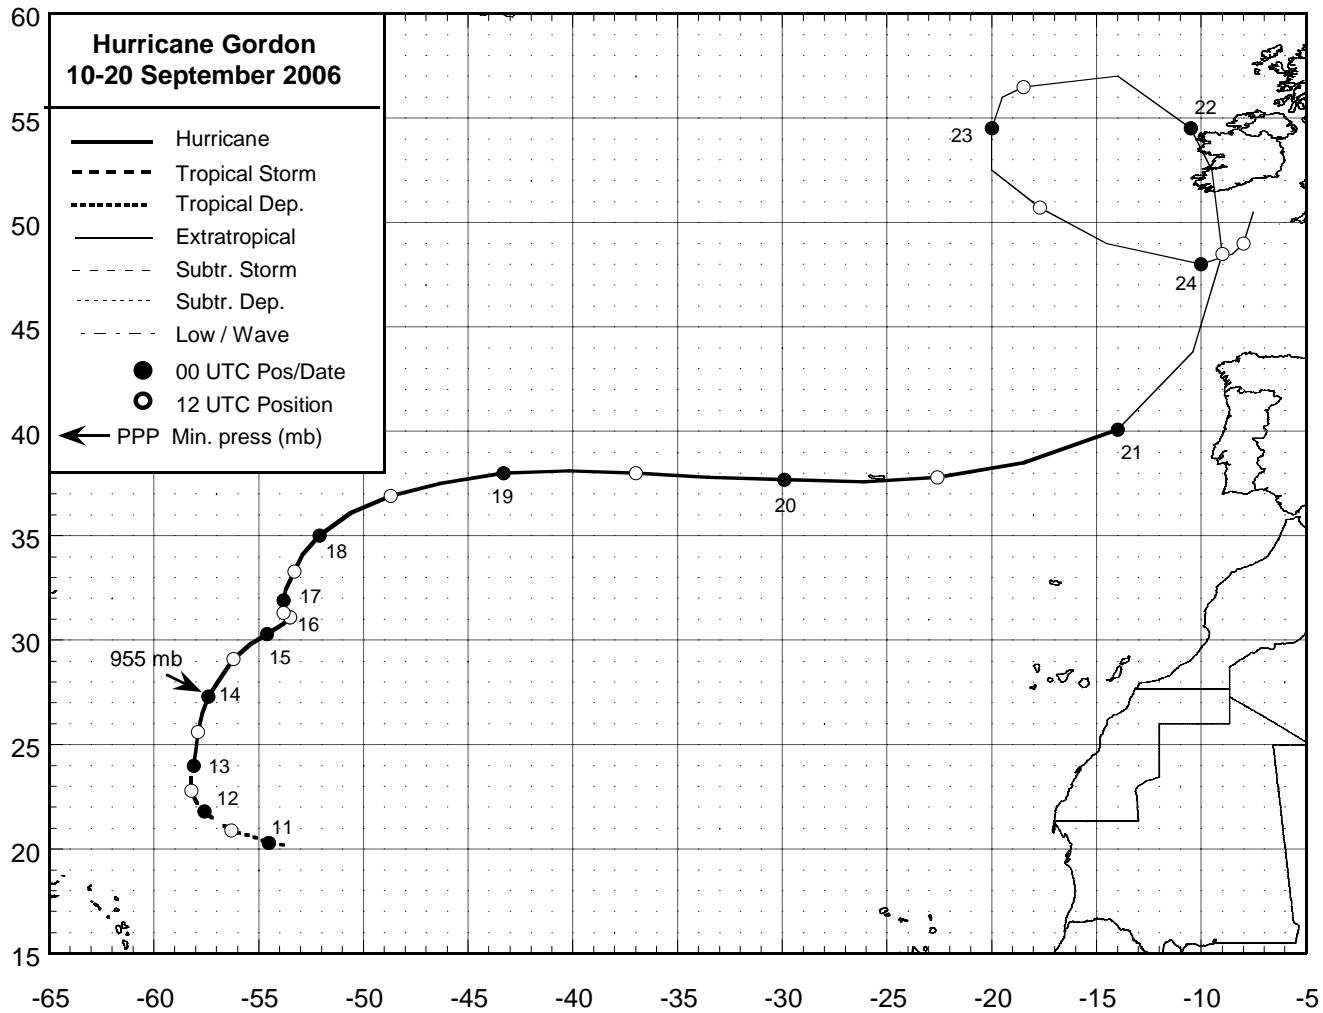 Hurricane Gordon
10-20 September 2006
Hurricane
Tropical Storm
Tropical Dep.
Extratropical
Subtr. Storm
Subtr. Dep.
Low / Wave
00 UTC Pos/Date
12 UTC Position
PPP Min. press (mb)
60
55
50
45
40
35
30
25
20
15
22
23
24
21
19
20
18
17
16
15
955 mb
14
13
12
11
-65 -60 -55 -50 -45 -40 -35 -30 -25 -20 -15 -10 -5